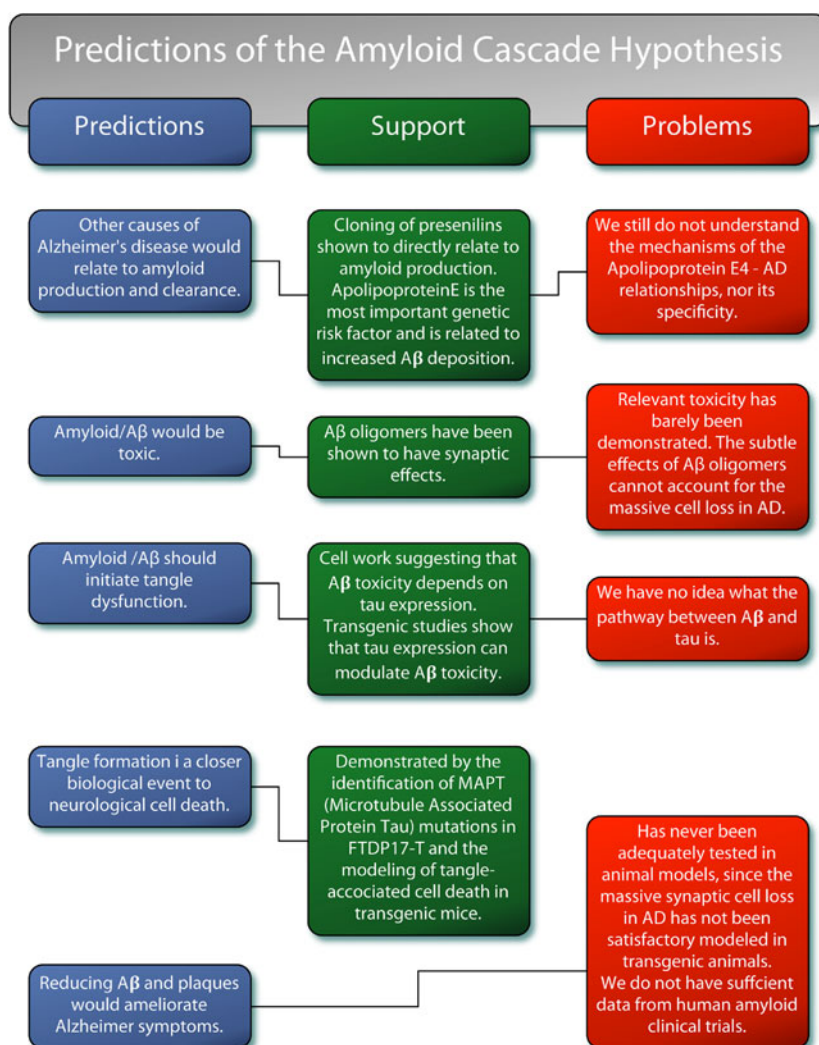 Predictions of the Amyloid Cascade Hypothesis
Predictions
Support
Problems
Other causes of
Alzheimer's disease would
relate to amyloid
production and clearance.
Cloning of presenilins
shown to directly relate to
amyloid production.
ApolipoproteinE is the
most important genetic
risk factor and is related to
increased Aβ deposition.
We still do not understand
the mechanisms of the
Apolipoprotein E4 - AD
relationships, nor its
specificity.
Amyloid/Aβ would be
toxic.
Aβ oligomers have been
shown to have synaptic
effects.
Relevant toxicity has
barely been
demonstrated. The subtle
effects of Aβ oligomers
cannot account for the
massive cell loss in AD.
Amyloid /Aβ should
initiate tangle
dysfunction.
Cell work suggesting that
Aβ toxicity depends on
tau expression.
Transgenic studies show
that tau expression can
modulate Aβ toxicity.
We have no idea what the
pathway between Aβ and
tau is.
Tangle formation i a closer
biological event to
neurological cell death.
Demonstrated by the
identification of MAPT
(Microtubule Associated
Protein Tau) mutations in
FTDP17-T and the
modeling of tangle-
accociated cell death in
transgenic mice.
Reducing Aβ and plaques
would ameliorate
Alzheimer symptoms.
Has never been
adequately tested in
animal models, since the
massive synaptic cell loss
in AD has not been
satisfactory modeled in
transgenic animals.
We do not have suffcient
data from human amyloid
clinical trials.